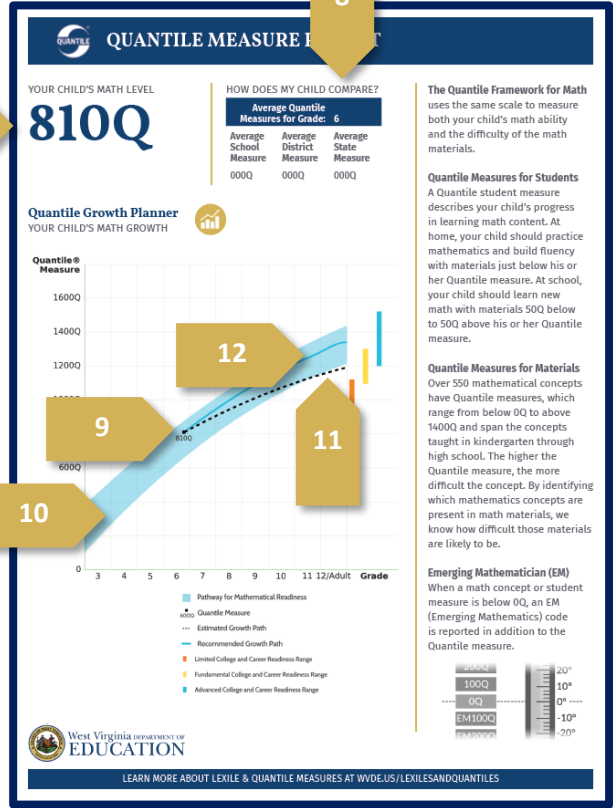 8
QUANTILE
QUANTILE MEASURE R T
YOUR CHILD'S MATH LEVEL
810Q
HOW DOES MY CHILD COMPARE?
Average Quantile
Measures for Grade: 6
Average School Measure
Average District Measure
Average State Measure
000Q 000Q 000Q
Quantile Growth Planner
YOUR CHILD'S MATH GROWTH
Quantile®
Measure
1600Q
1400Q
1200Q
600Q
0
12
9
11
10
810Q
3 4 5 6 7 8 9 10 11 12/Adult Grade
Pathway for Mathematical Readiness
600Q Quantile Measure
Estimated Growth Path
Recommended Growth Path
Limited College and Career Readiness Range
Fundamental College and Career Readiness Range
Advanced College and Career Readiness Range
The Quantile Framework for Math
uses the same scale to measure
both your child's math ability
and the difficulty of the math
materials.
Quantile Measures for Students
A Quantile student measure
describes your child's progress
in learning math content. At
home, your child should practice
mathematics and build fluency
with materials just below his or
her Quantile measure. At school,
your child should learn new
math with materials 50Q below
to 50Q above his or her Quantile
measure.
Quantile Measures for Materials
Over 550 mathematical concepts
have Quantile measures, which
range from below 0Q to above
1400Q and span the concepts
taught in kindergarten through
high school. The higher the
Quantile measure, the more
difficult the concept. By identifying
which mathematics concepts are
present in math materials, we
know how difficult those materials
are likely to be.
Emerging Mathematician (EM)
When a math concept or student
measure is below 0Q, an EM
(Emerging Mathematics) code
is reported in addition to the
Quantile measure.
200Q 20°
100Q 10°
0Q 0°
EM100Q -10°
EM200Q -20°
West Virginia DEPARTMENT OF
EDUCATION
LEARN MORE ABOUT LEXILE & QUANTILE MEASURES AT WVDE.US/LEXILESANDQUANTILES